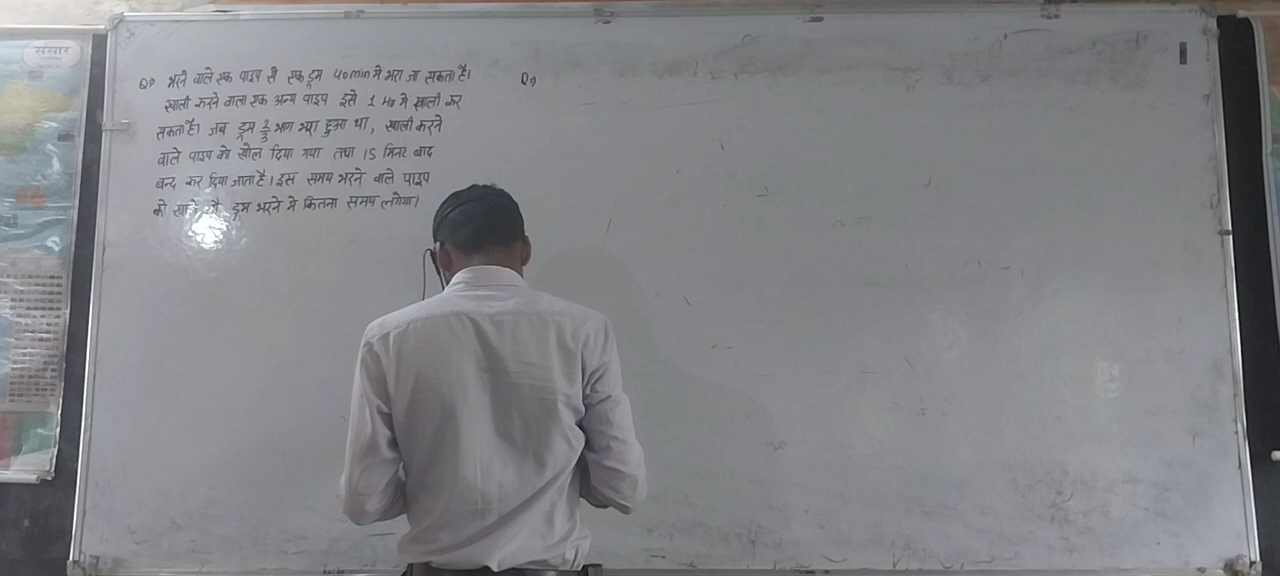 संसार
Q→ भरने वाले एक पाइप से एक ड्रम 40 min मे भरा जा सकता है।
खाली करने वाला एक अन्य पाइप इसे 1 Hr मे खाली कर
सकता है। जब ड्रम 2/3 भाग भरा हुआ था, खाली करने
वाले पाइप को खोल दिया गया तथा 15 मिनट बाद
बन्द कर दिया जाता है। इस समय भरने वाले पाइप
को ड्रम भरने मे कितना समय लगेगा।
Q→